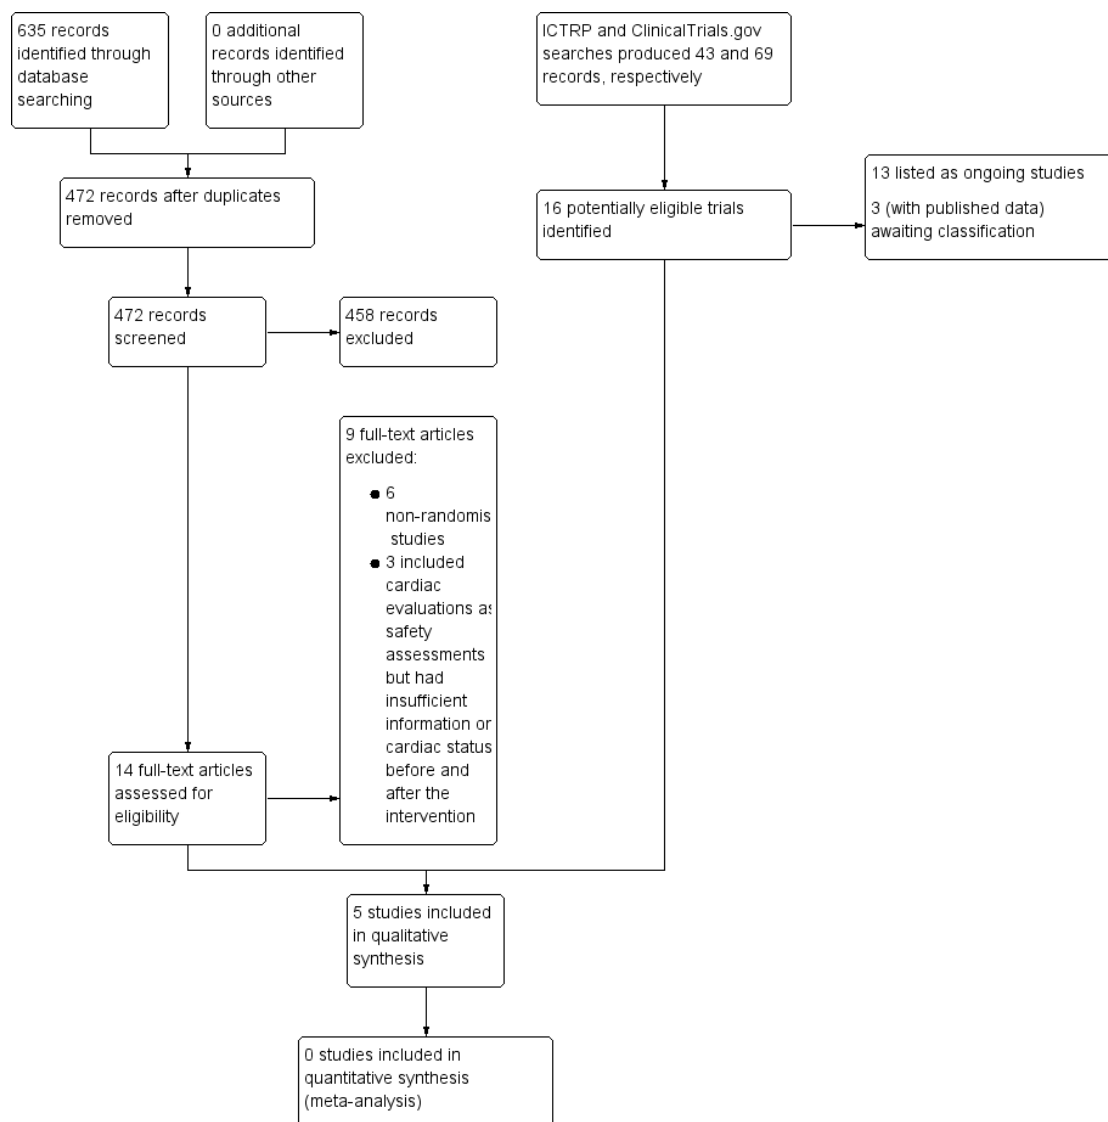 635 records
identified through
database
searching
0 additional
records identified
through other
sources
ICTRP and ClinicalTrials.gov
searches produced 43 and 69
records, respectively
472 records after duplicates
removed
16 potentially eligible trials
identified
13 listed as ongoing studies
3 (with published data)
awaiting classification
472 records
screened
458 records
excluded
9 full-text articles
excluded:
● 6
non-randomis
studies
● 3 included
cardiac
evaluations as
safety
assessments
but had
insufficient
information on
cardiac status
before and
after the
intervention
14 full-text articles
assessed for
eligibility
5 studies included
in qualitative
synthesis
0 studies included in
quantitative synthesis
(meta-analysis)